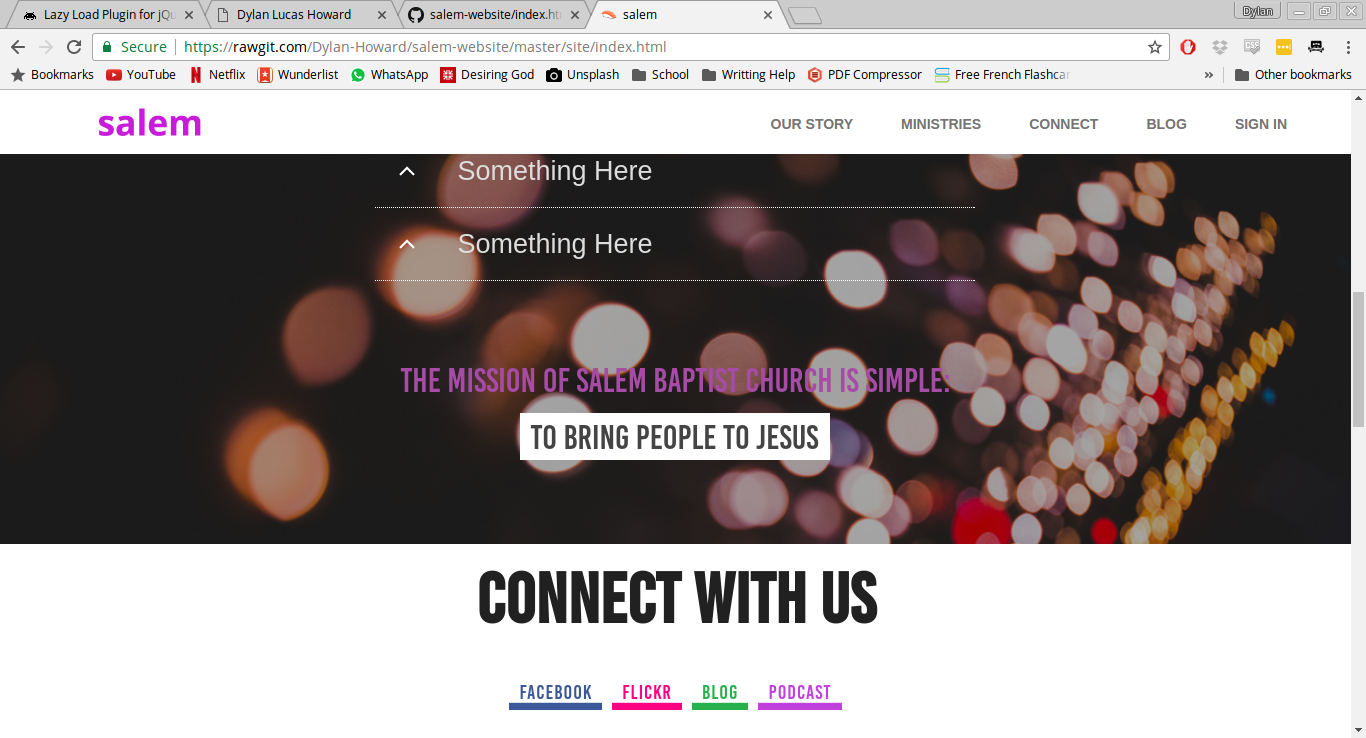 Lazy Load Plugin for jQu
Dylan Lucas Howard
salem-website/index.ht
salem
Dylan
Secure
https://rawgit.com/Dylan-Howard/salem-website/master/site/index.html
Bookmarks YouTube Netflix Wunderlist WhatsApp Desiring God Unsplash School Writting Help PDF Compressor Free French Flashcar » Other bookmarks
salem OUR STORY MINISTRIES CONNECT BLOG SIGN IN
Something Here
Something Here
THE MISSION OF SALEM BAPTIST CHURCH IS SIMPLE:
TO BRING PEOPLE TO JESUS
CONNECT WITH US
FACEBOOK FLICKR BLOG PODCAST